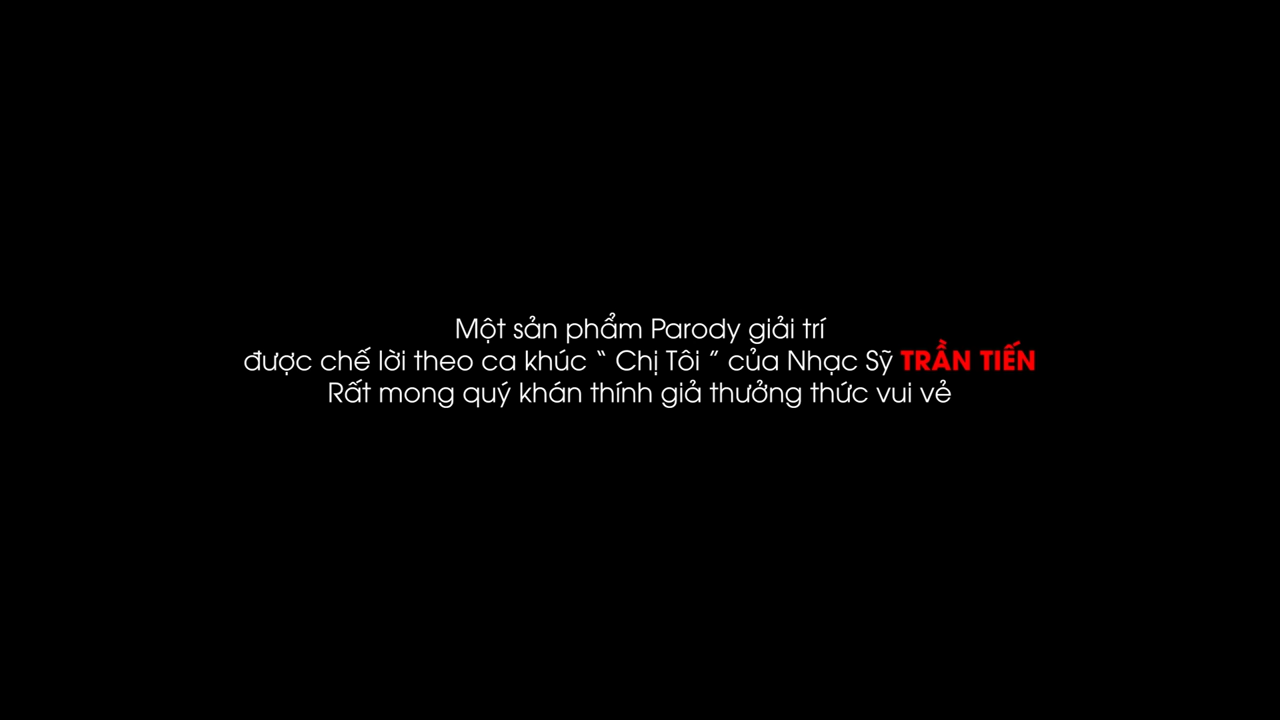 Một sản phẩm Parody giải trí
được chế lời theo ca khúc “ Chị Tôi ” của Nhạc Sỹ TRẦN TIẾN
Rất mong quý khán thính giả thưởng thức vui vẻ